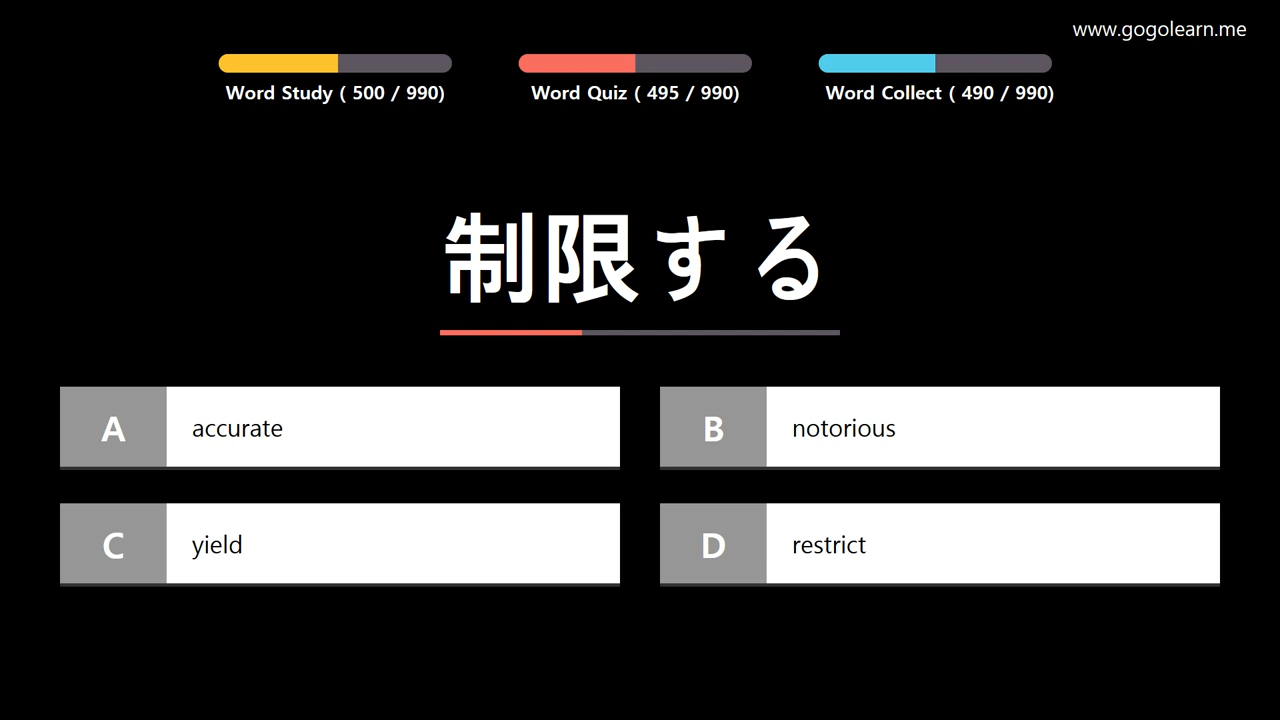 www.gogolearn.me
Word Study ( 500 / 990)
Word Quiz ( 495 / 990)
Word Collect ( 490 / 990)
制限する
A
accurate
B
notorious
C
yield
D
restrict